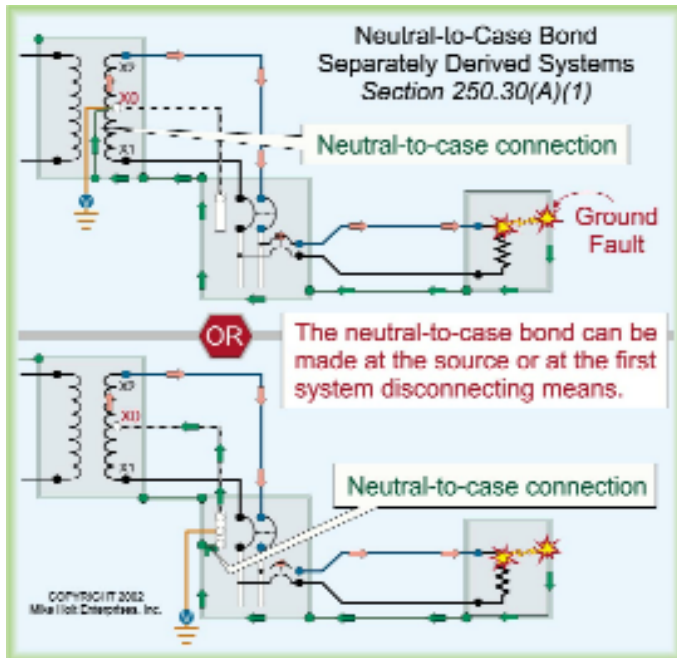 Neutral-to-Case Bond
Separately Derived Systems
Section 250.30(A)(1)
X2
X0
X1
Neutral-to-case connection
Ground
Fault
OR
The neutral-to-case bond can be
made at the source or at the first
system disconnecting means.
X2
X0
X1
Neutral-to-case connection
COPYRIGHT 2002
Mike Holt Enterprises, Inc.